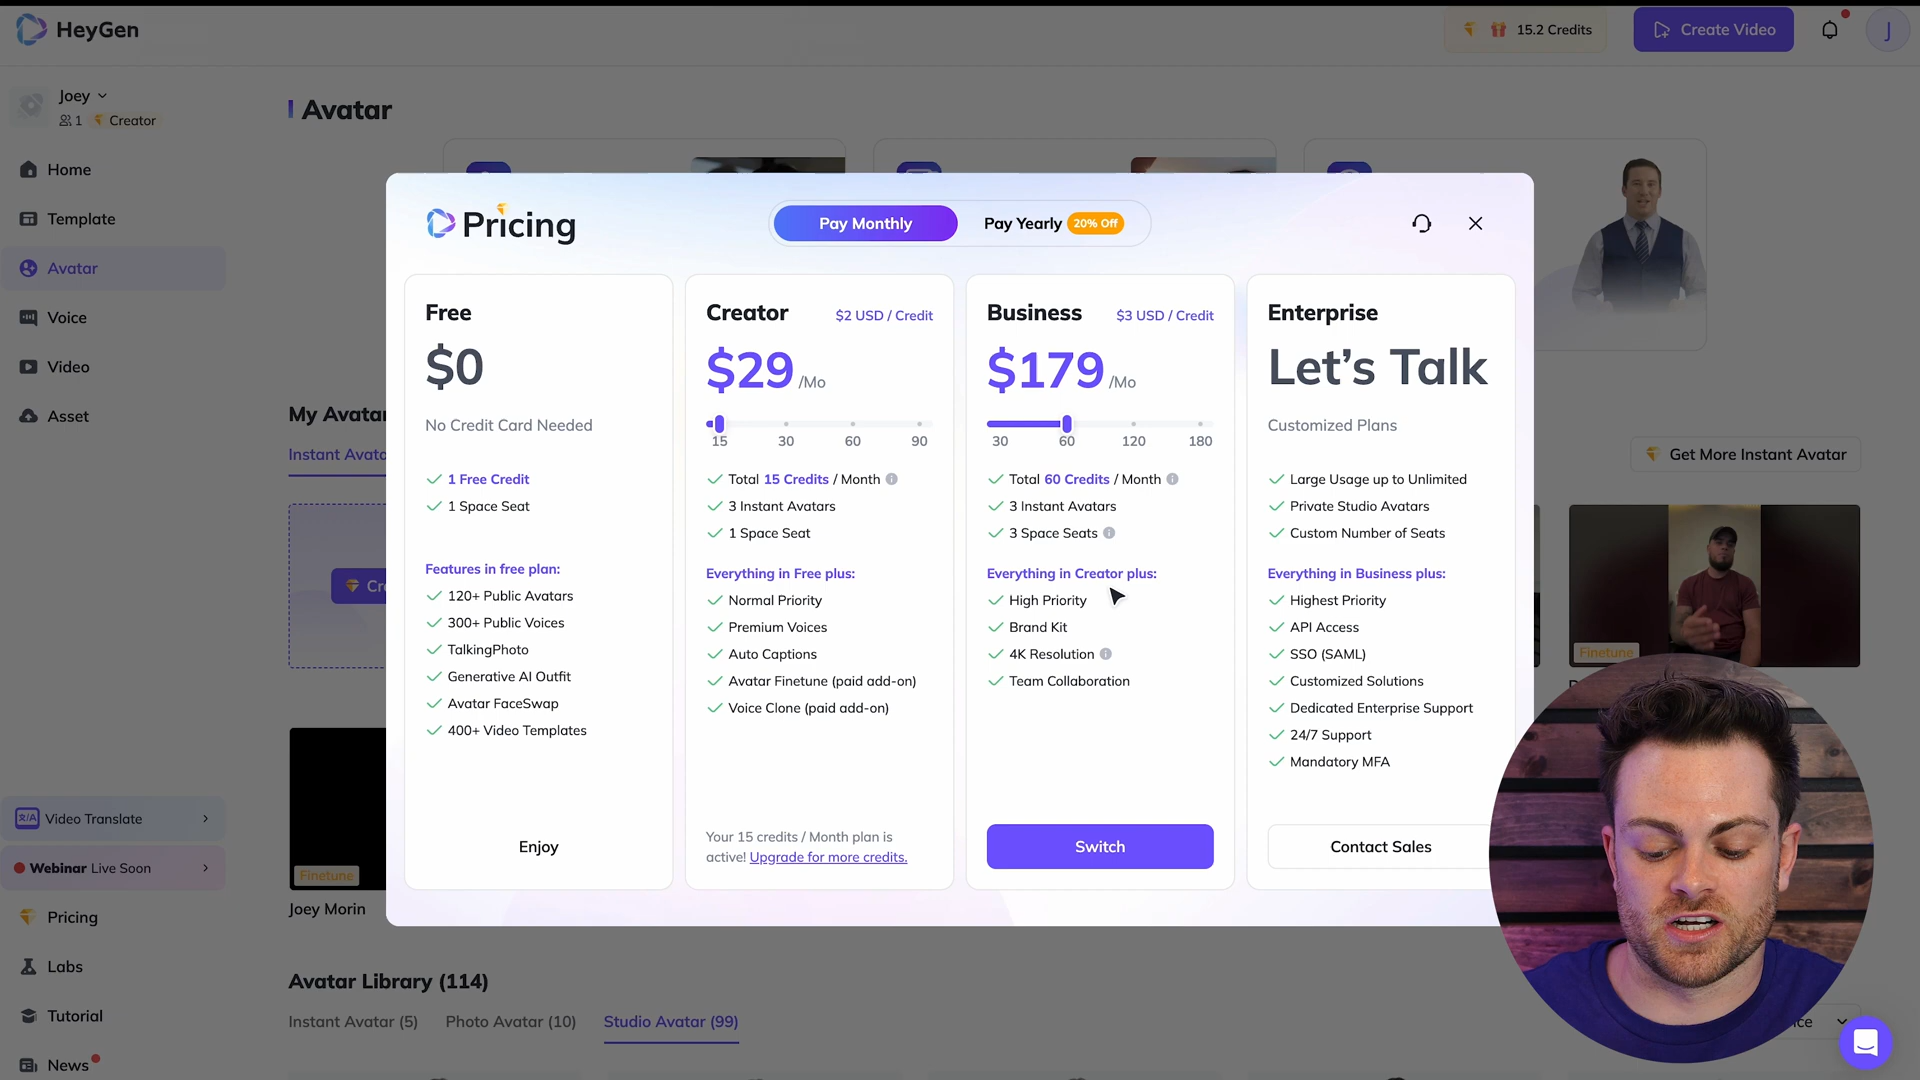 HeyGen
15.2 Credits
Create Video
J
Joey
1
Creator
Home
Template
Avatar
Voice
Video
Asset
Video Translate
Webinar Live Soon
Pricing
Labs
Tutorial
News
Avatar
My Avatar
Instant Avata
Get More Instant Avatar
Cr
Finetune
Joey Morin
Finetune
Pricing
Pay Monthly
Pay Yearly
20% Off
Free
$0
No Credit Card Needed
1 Free Credit
1 Space Seat
Features in free plan:
120+ Public Avatars
300+ Public Voices
TalkingPhoto
Generative AI Outfit
Avatar FaceSwap
400+ Video Templates
Enjoy
Creator
$2 USD / Credit
$29 /Mo
15 30 60 90
Total 15 Credits / Month
3 Instant Avatars
1 Space Seat
Everything in Free plus:
Normal Priority
Premium Voices
Auto Captions
Avatar Finetune (paid add-on)
Voice Clone (paid add-on)
Your 15 credits / Month plan is
active! Upgrade for more credits.
Business
$3 USD / Credit
$179 /Mo
30 60 120 180
Total 60 Credits / Month
3 Instant Avatars
3 Space Seats
Everything in Creator plus:
High Priority
Brand Kit
4K Resolution
Team Collaboration
Switch
Enterprise
Let's Talk
Customized Plans
Large Usage up to Unlimited
Private Studio Avatars
Custom Number of Seats
Everything in Business plus:
Highest Priority
API Access
SSO (SAML)
Customized Solutions
Dedicated Enterprise Support
24/7 Support
Mandatory MFA
Contact Sales
Avatar Library (114)
Instant Avatar (5)
Photo Avatar (10)
Studio Avatar (99)
ce